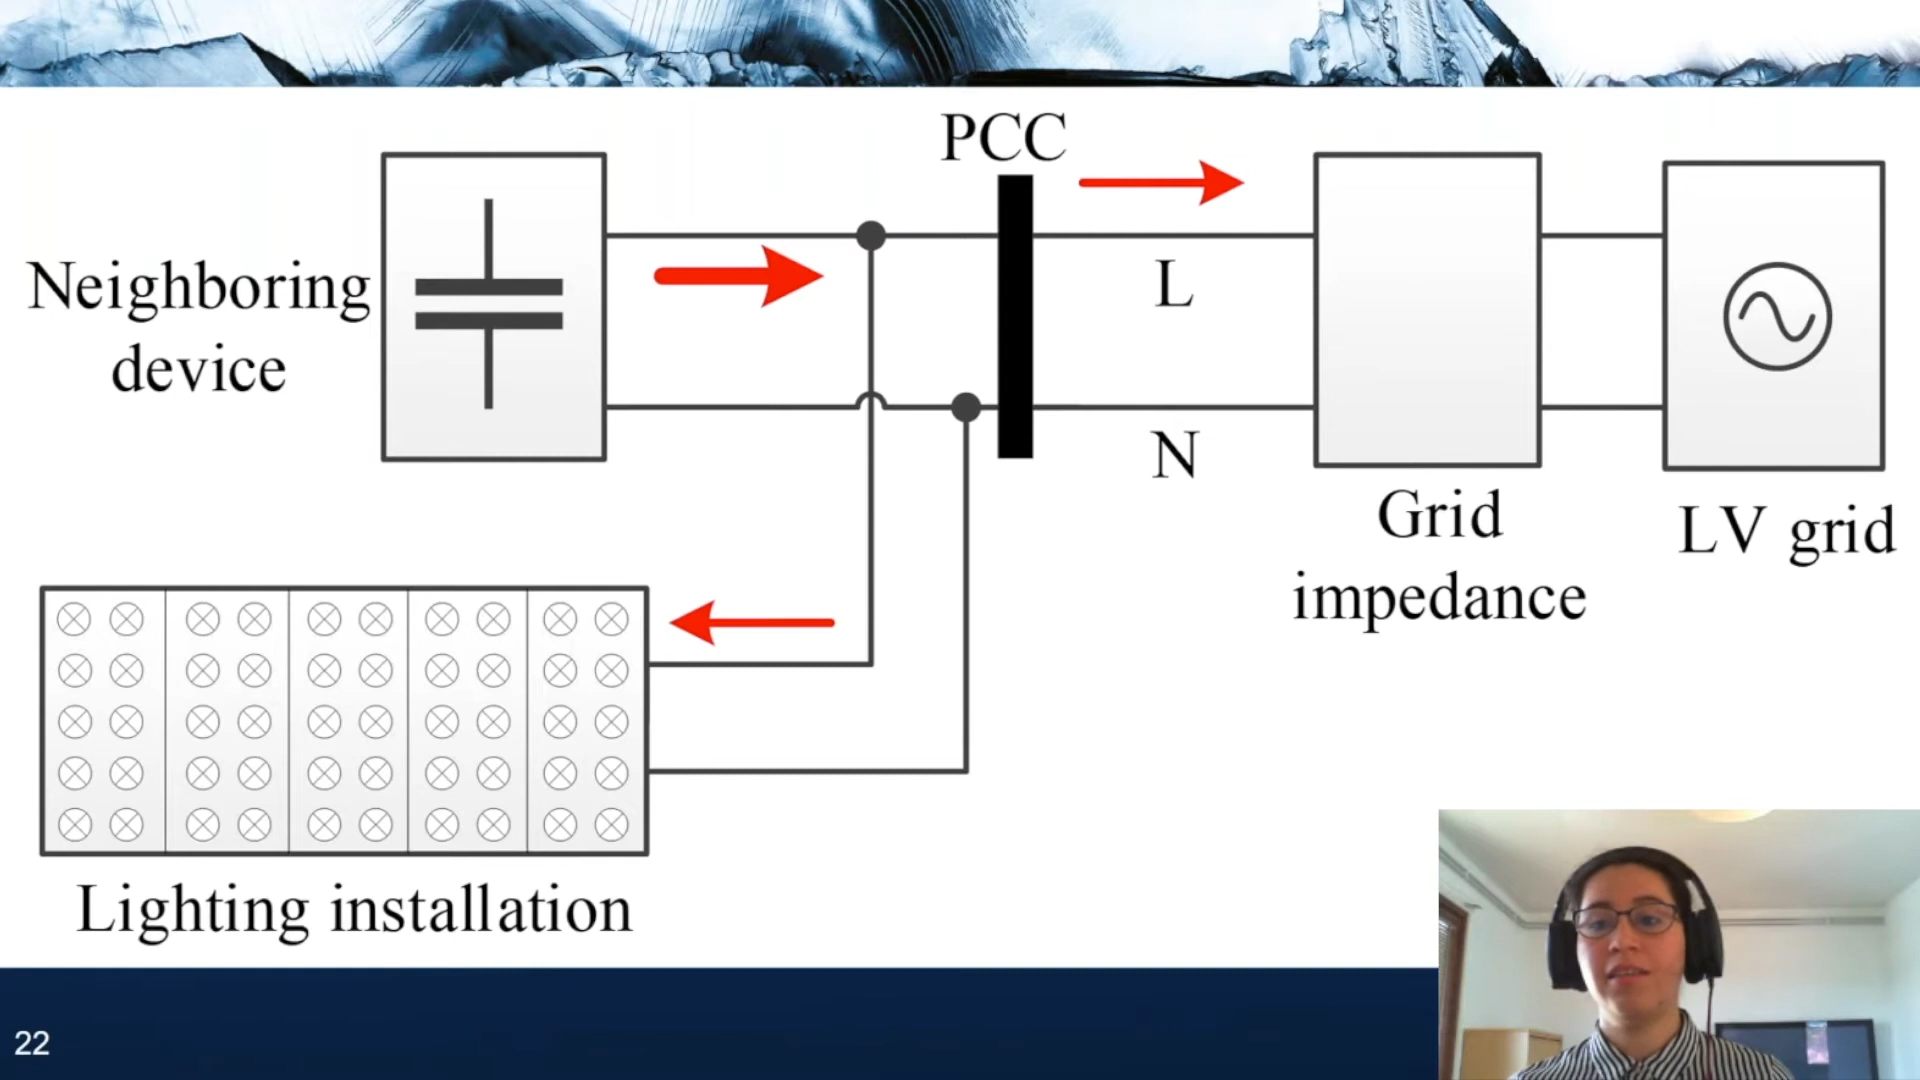 PCC
Neighboring
device
L
N
Grid
impedance
LV grid
Lighting installation
22